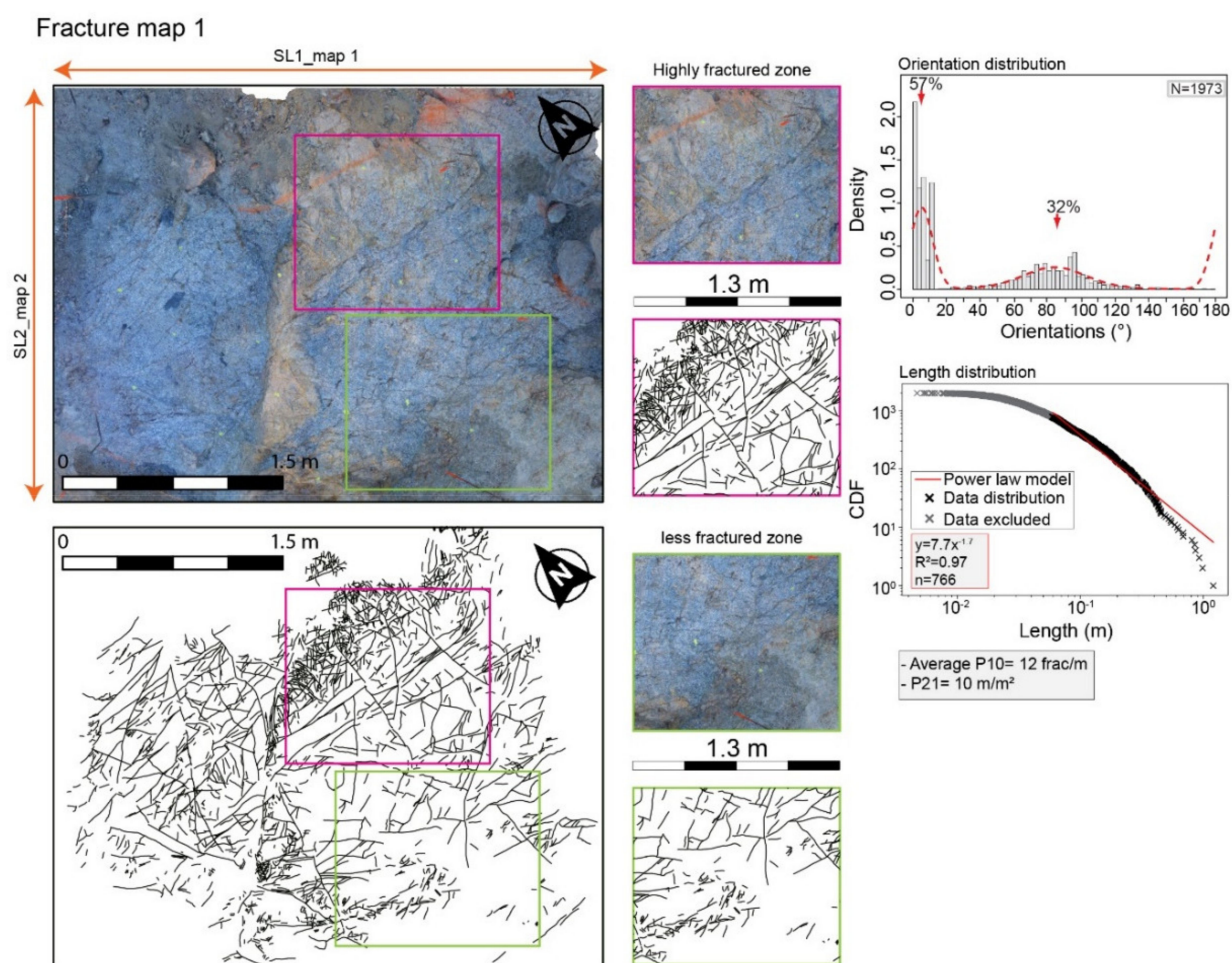 Fracture map 1
SL1_map 1
SL2_map 2
N
0
1.5 m
0
1.5 m
N
Highly fractured zone
1.3 m
less fractured zone
1.3 m
Orientation distribution
57%
N=1973
32%
Density
2.0
1.5
1.0
0.5
0.0
0 20 40 60 80 100 120 140 160 180
Orientations (°)
Length distribution
CDF
10³
10²
10¹
10⁰
Power law model
Data distribution
Data excluded
y=7.7x⁻¹·⁷
R²=0.97
n=766
10⁻² 10⁻¹ 10⁰
Length (m)
- Average P10= 12 frac/m
- P21= 10 m/m²